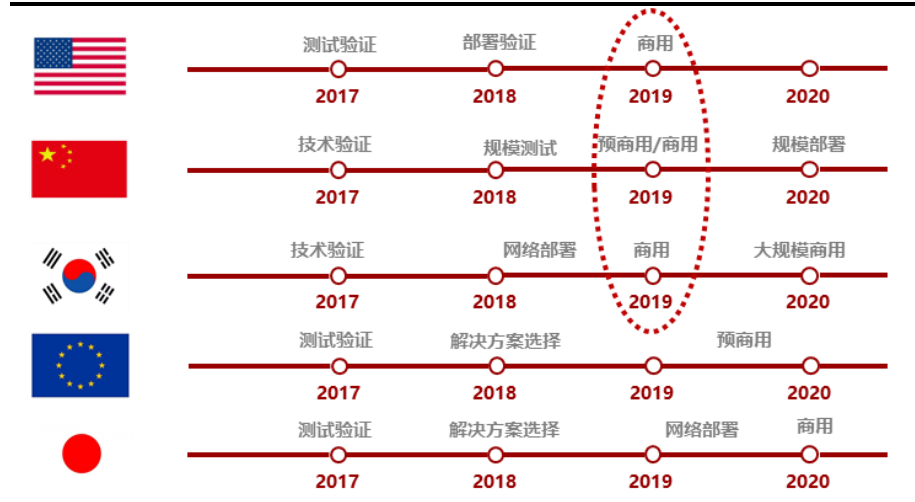 测试验证 部署验证 商用
2017 2018 2019 2020
技术验证 规模测试 预商用/商用 规模部署
2017 2018 2019 2020
技术验证 网络部署 商用 大规模商用
2017 2018 2019 2020
测试验证 解决方案选择 预商用
2017 2018 2019 2020
测试验证 解决方案选择 网络部署 商用
2017 2018 2019 2020